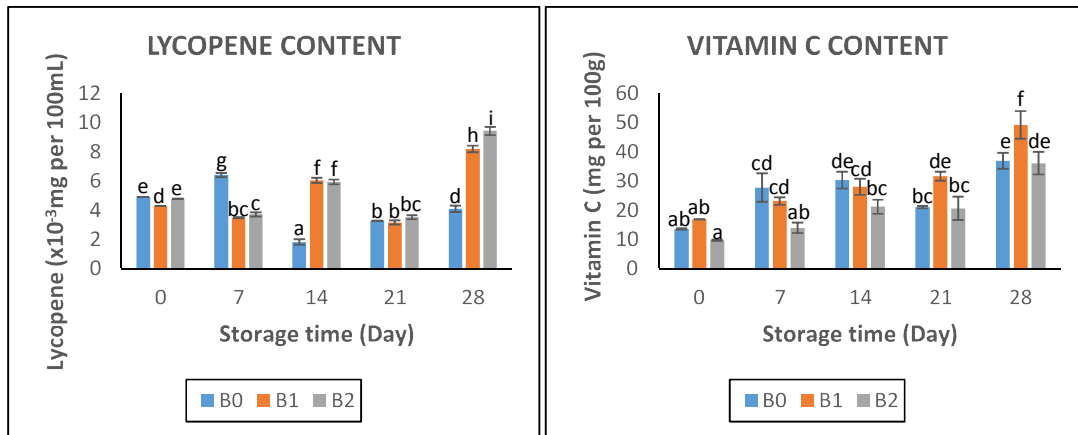 LYCOPENE CONTENT
Lycopene (x10⁻³mg per 100mL)
12
10
8
6
4
2
0
e d e
g bc c
a f f
b b bc
d h i
0 7 14 21 28
Storage time (Day)
B0 B1 B2
VITAMIN C CONTENT
Vitamin C (mg per 100g)
60
50
40
30
20
10
0
ab ab a
cd cd ab
de cd bc
bc de bc
e f de
0 7 14 21 28
Storage time (Day)
B0 B1 B2